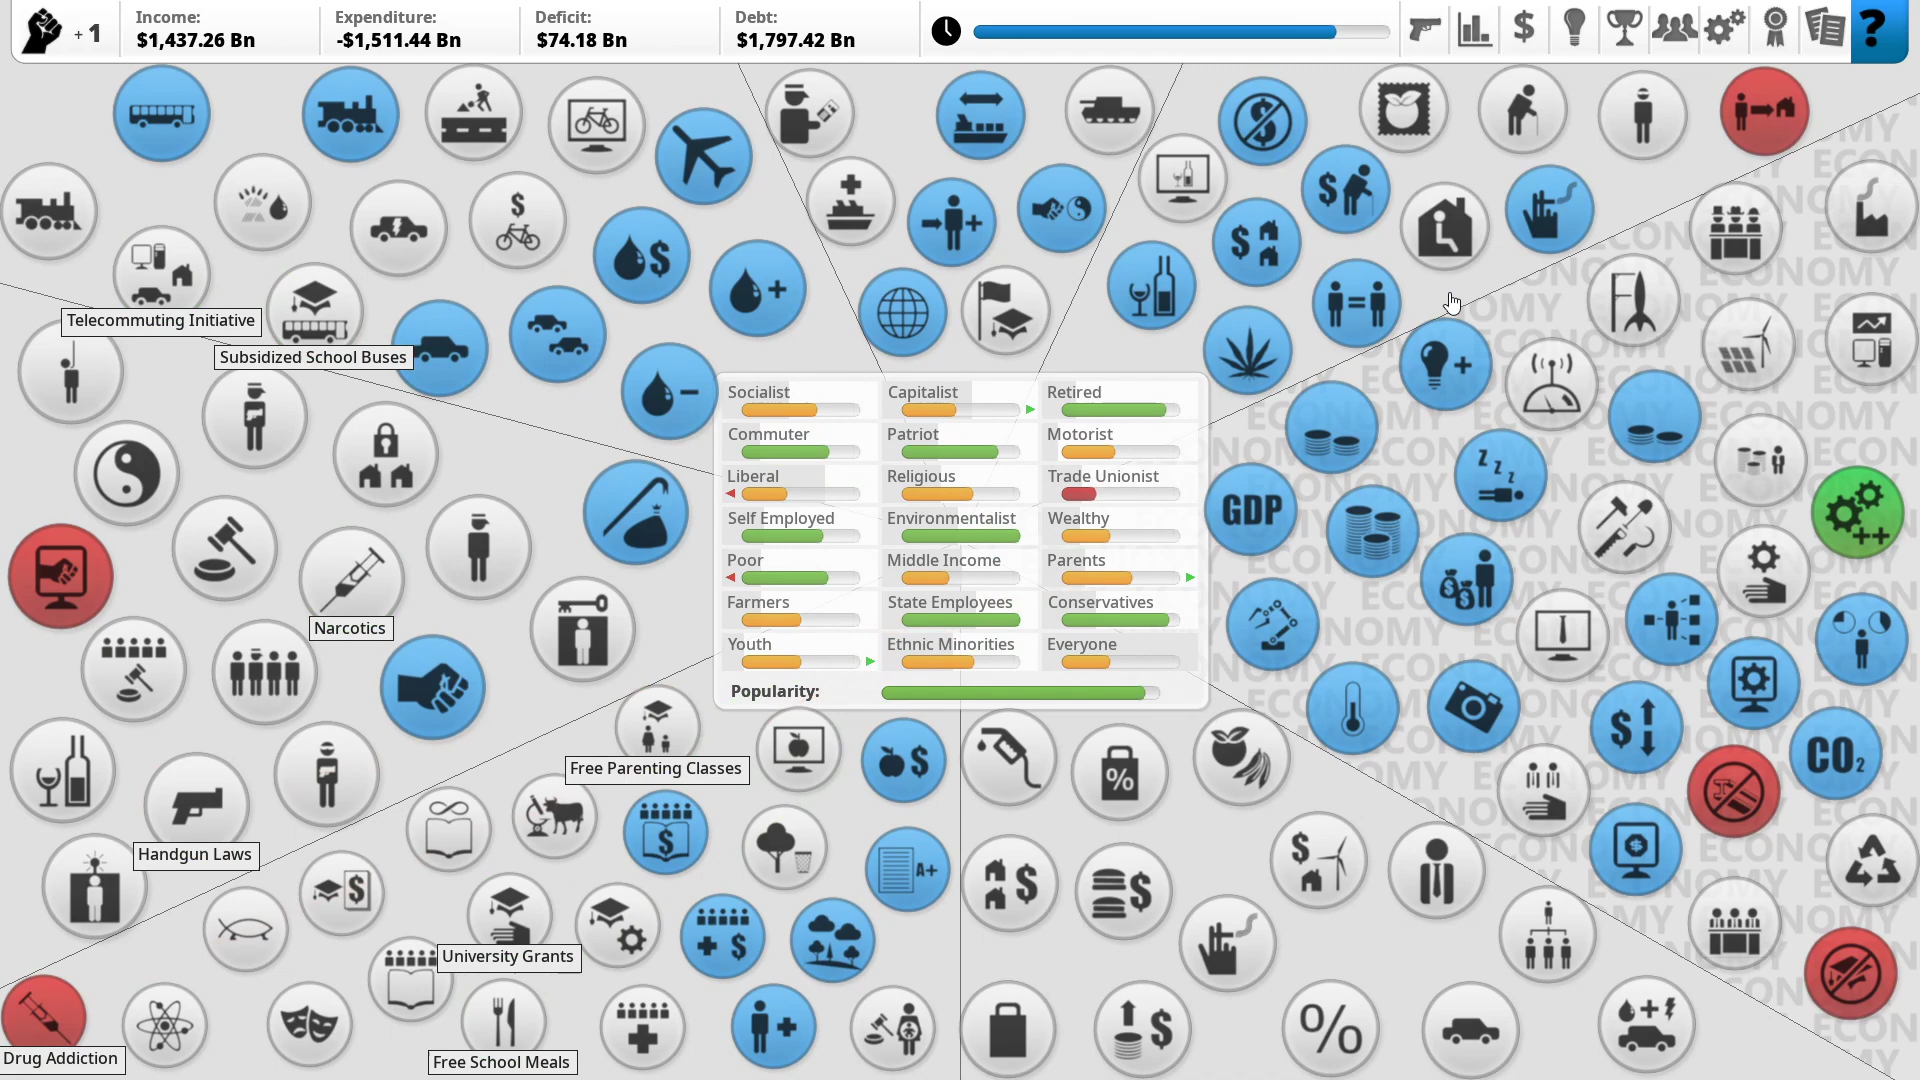 Income:
$1,437.26 Bn
Expenditure:
-$1,511.44 Bn
Deficit:
$74.18 Bn
Debt:
$1,797.42 Bn
+ 1
?
Telecommuting Initiative
Subsidized School Buses
Narcotics
Handgun Laws
Free Parenting Classes
University Grants
Free School Meals
Drug Addiction
Socialist
Capitalist
Retired
Commuter
Patriot
Motorist
Liberal
Religious
Trade Unionist
Self Employed
Environmentalist
Wealthy
Poor
Middle Income
Parents
Farmers
State Employees
Conservatives
Youth
Ethnic Minorities
Everyone
Popularity:
GDP
CO₂
A+
z z z
%
ECONOMY